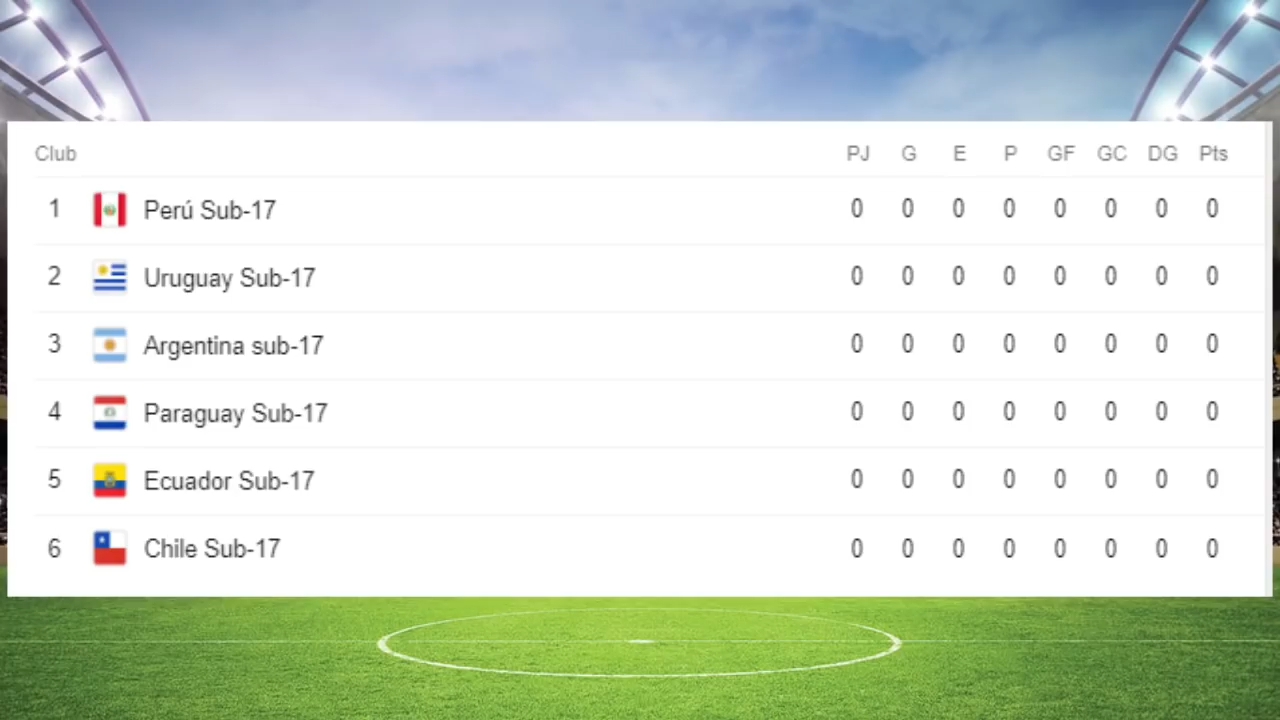 Club PJ G E P GF GC DG Pts
1 Perú Sub-17 0 0 0 0 0 0 0 0
2 Uruguay Sub-17 0 0 0 0 0 0 0 0
3 Argentina sub-17 0 0 0 0 0 0 0 0
4 Paraguay Sub-17 0 0 0 0 0 0 0 0
5 Ecuador Sub-17 0 0 0 0 0 0 0 0
6 Chile Sub-17 0 0 0 0 0 0 0 0